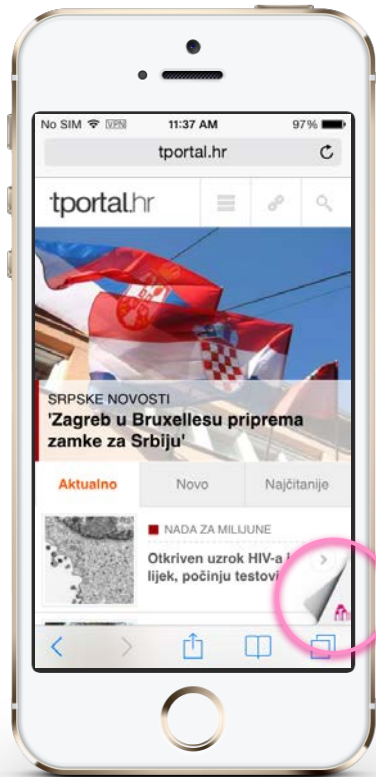 No SIM VPN 11:37 AM 97%
tportal.hr
tportal.hr
SRPSKE NOVOSTI
'Zagreb u Bruxellesu priprema
zamke za Srbiju'
Aktualno Novo Najčitanije
NADA ZA MILIJUNE
Otkriven uzrok HIV-a i
lijek, počinju testovi